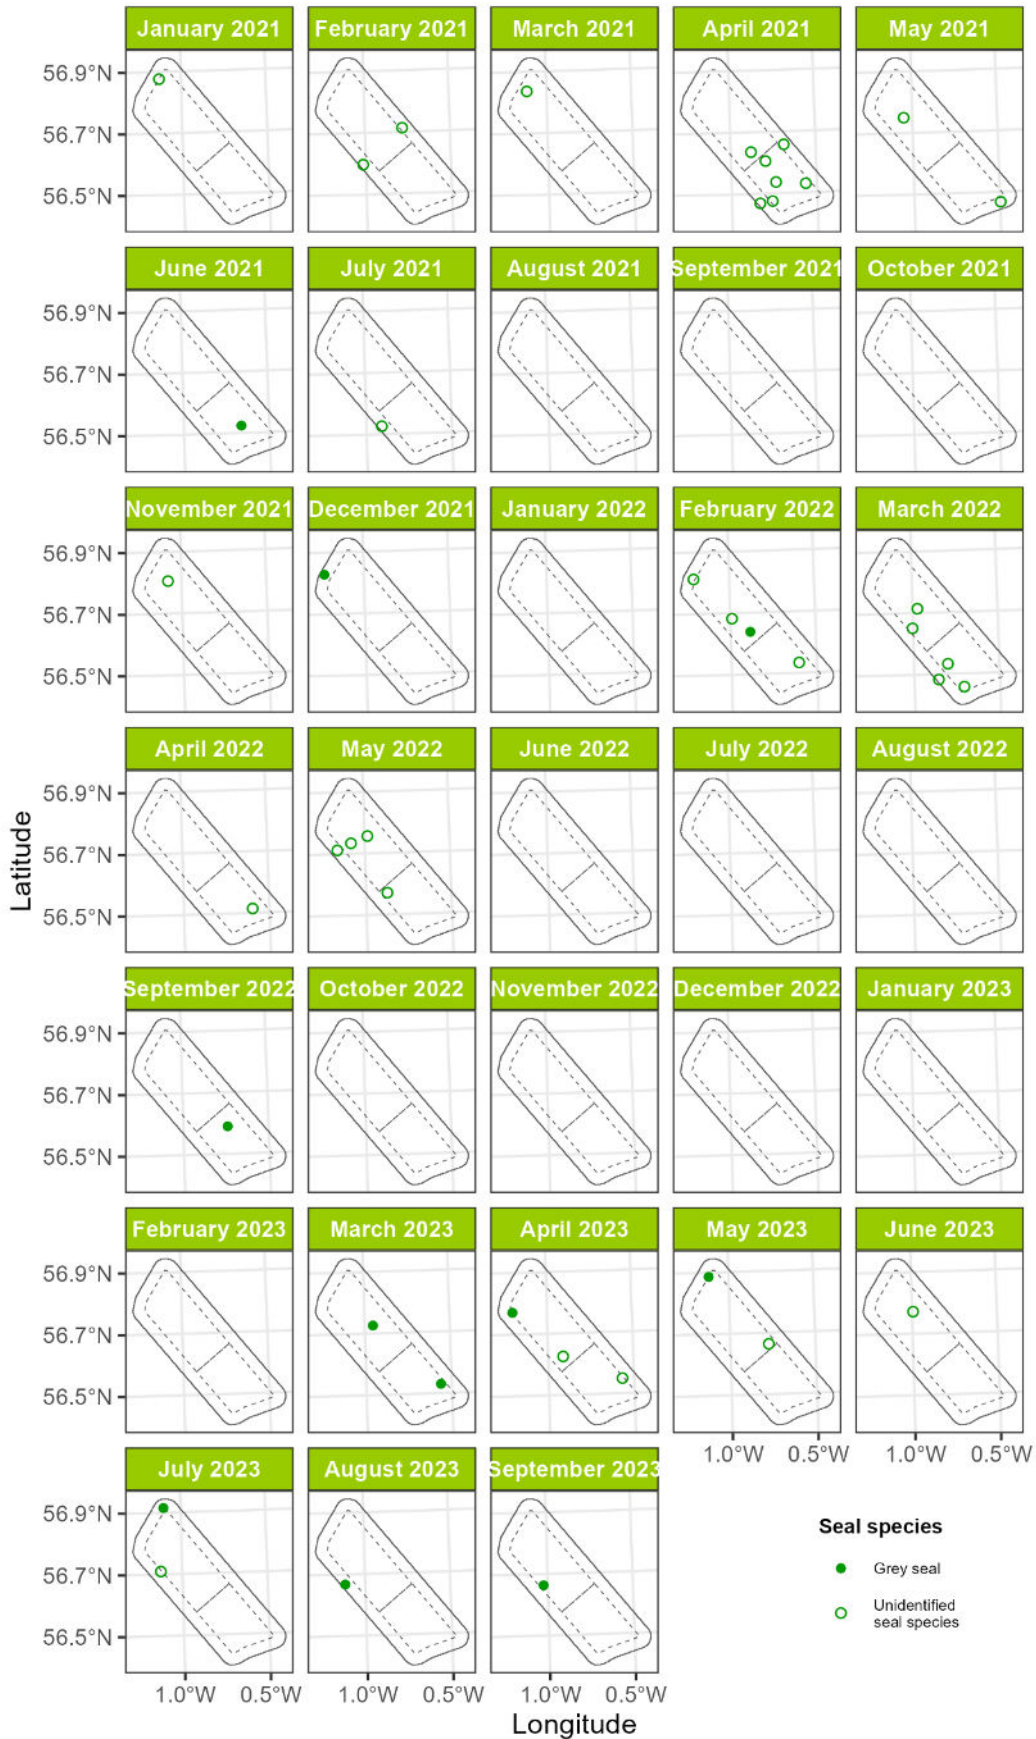 January 2021 February 2021 March 2021 April 2021 May 2021
56.9°N
56.7°N
56.5°N
June 2021 July 2021 August 2021 September 2021 October 2021
56.9°N
56.7°N
56.5°N
November 2021 December 2021 January 2022 February 2022 March 2022
56.9°N
56.7°N
56.5°N
April 2022 May 2022 June 2022 July 2022 August 2022
56.9°N
56.7°N
56.5°N
Latitude
September 2022 October 2022 November 2022 December 2022 January 2023
56.9°N
56.7°N
56.5°N
February 2023 March 2023 April 2023 May 2023 June 2023
56.9°N
56.7°N
56.5°N
1.0°W 0.5°W 1.0°W 0.5°W
July 2023 August 2023 September 2023
56.9°N
56.7°N
56.5°N
1.0°W 0.5°W 1.0°W 0.5°W 1.0°W 0.5°W
Longitude
Seal species
Grey seal
Unidentified
seal species